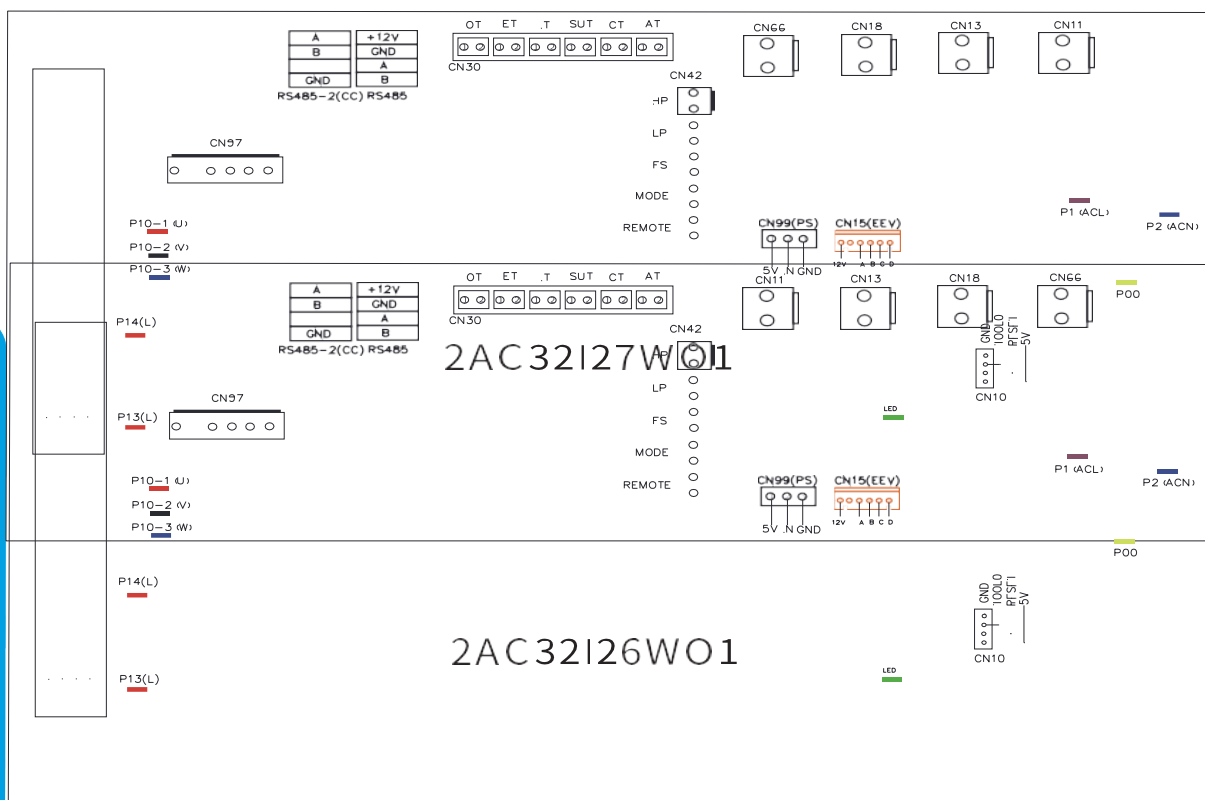 OT ET .T SUT CT AT
CN66 CN18 CN13 CN11
A +12V
B GND
A
GND B
RS485-2(CC) RS485
CN30
CN42
HP
LP
FS
MODE
REMOTE
CN97
P10-1 (U)
P10-2 (V)
P10-3 (W)
CN99(PS) CN15(EEV)
5V .N GND
12V A B C D
P1 (ACL)
P2 (ACN)
P00
OT ET .T SUT CT AT
CN11 CN13 CN18 CN66
A +12V
B GND
A
GND B
RS485-2(CC) RS485
CN30
CN42
P14(L)
2AC32I27WO1
LP
FS
MODE
REMOTE
GND
5V
CN10
CN97
P13(L)
LED
P10-1 (U)
P10-2 (V)
P10-3 (W)
CN99(PS) CN15(EEV)
5V .N GND
12V A B C D
P1 (ACL)
P2 (ACN)
P00
P14(L)
GND
5V
CN10
2AC32I26WO1
P13(L)
LED